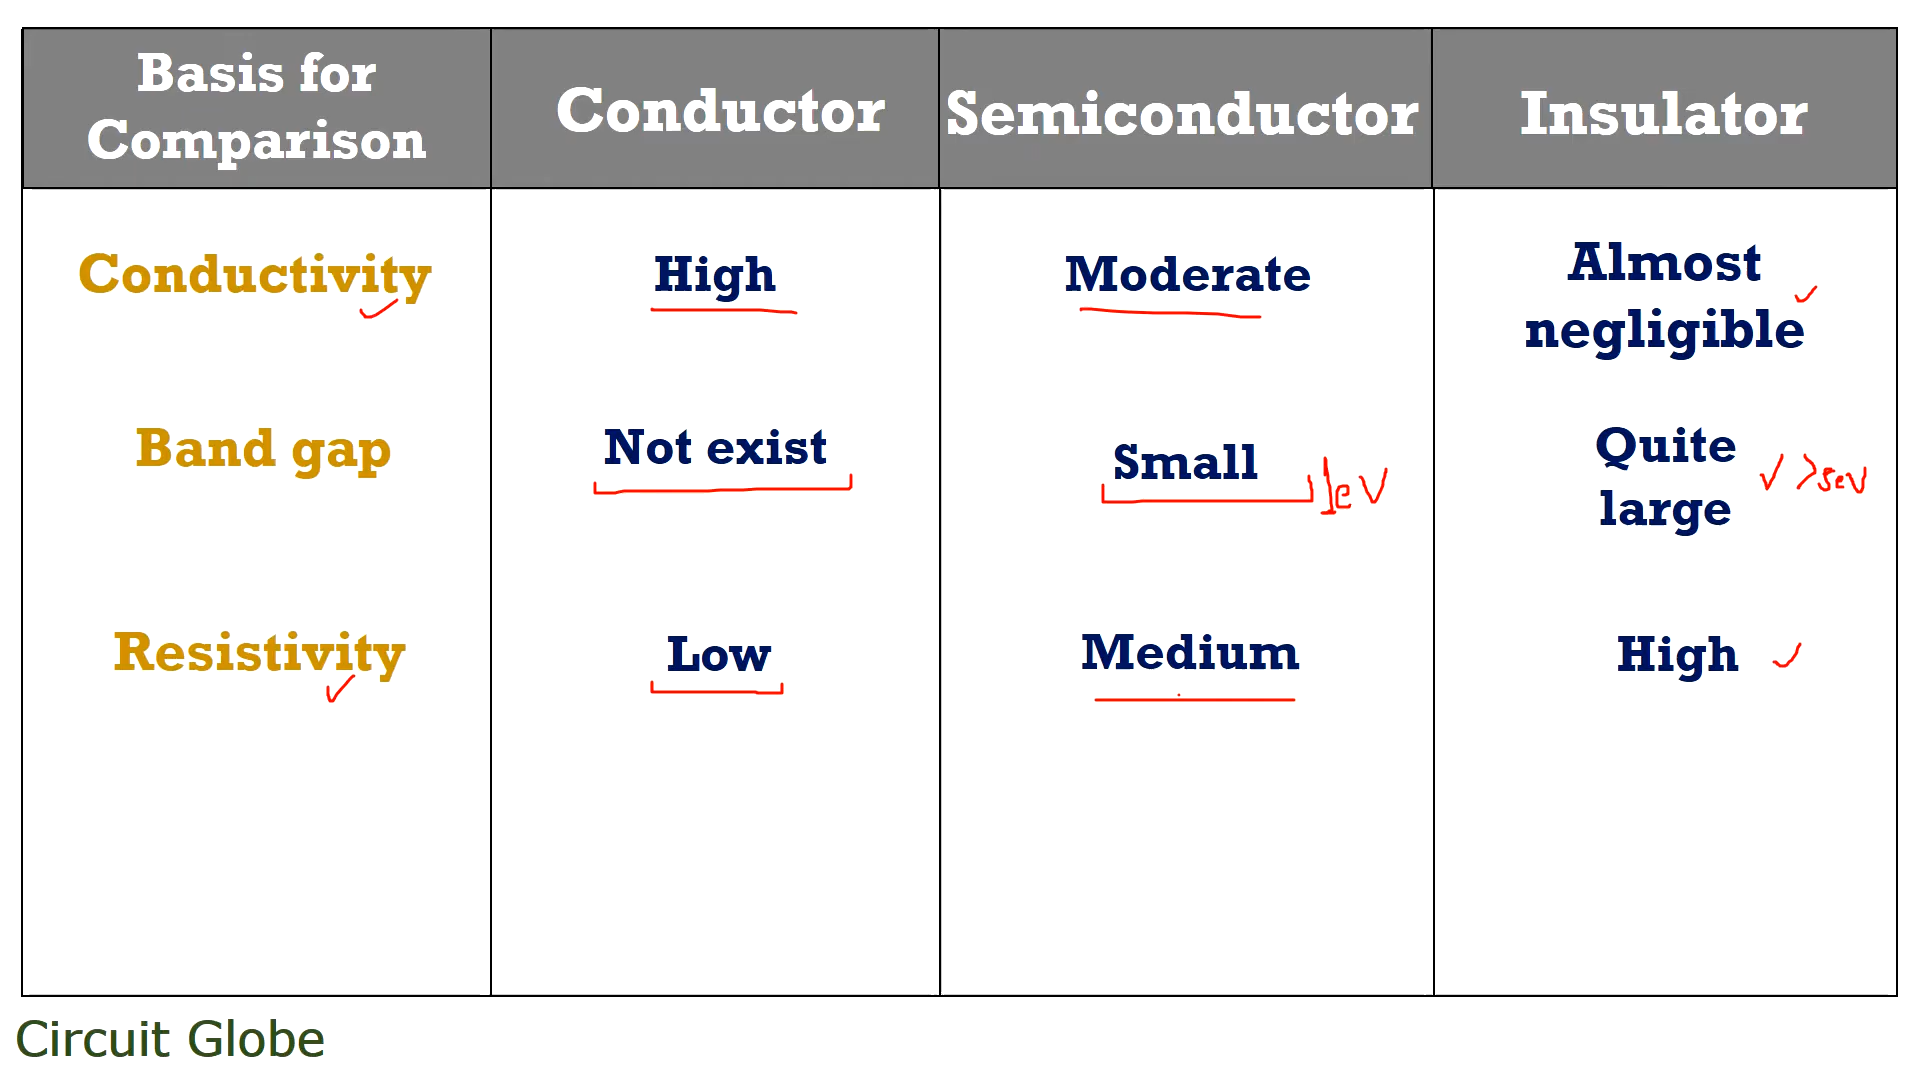 Basis for
Comparison
Conductor
Semiconductor
Insulator
Conductivity
High
Moderate
Almost
negligible
Band gap
Not exist
Small
1eV
Quite
large
>5eV
Resistivity
Low
Medium
High
Circuit Globe